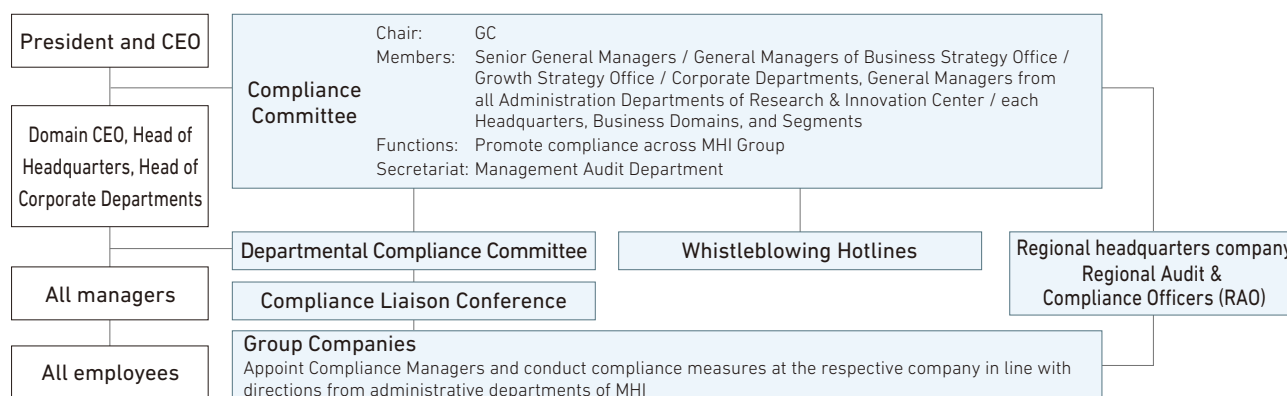 President and CEO
Domain CEO, Head of
Headquarters, Head of
Corporate Departments
All managers
All employees
Compliance
Committee
Chair: GC
Members: Senior General Managers / General Managers of Business Strategy Office /
Growth Strategy Office / Corporate Departments, General Managers from
all Administration Departments of Research & Innovation Center / each
Headquarters, Business Domains, and Segments
Functions: Promote compliance across MHI Group
Secretariat: Management Audit Department
Departmental Compliance Committee
Whistleblowing Hotlines
Compliance Liaison Conference
Regional headquarters company
Regional Audit &
Compliance Officers (RAO)
Group Companies
Appoint Compliance Managers and conduct compliance measures at the respective company in line with
directions from administrative departments of MHI